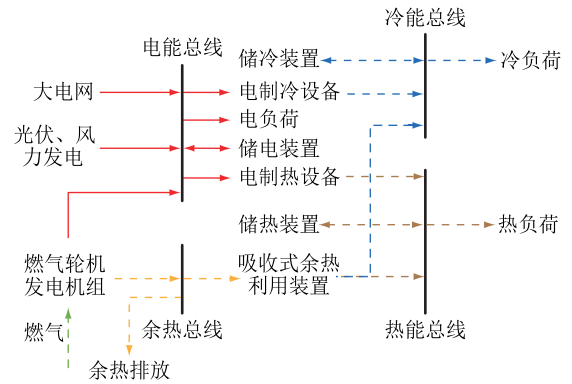 冷能总线
电能总线
储冷装置
冷负荷
大电网
电制冷设备
电负荷
光伏、风
力发电
储电装置
电制热设备
储热装置
热负荷
燃气轮机
发电机组
吸收式余热
利用装置
燃气
余热总线
热能总线
余热排放